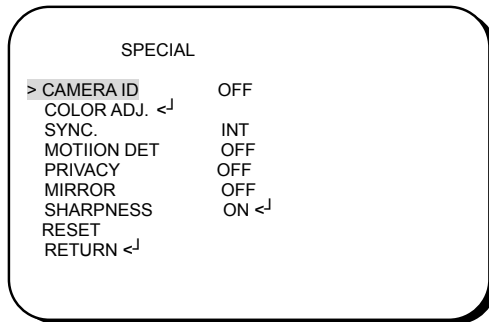 SPECIAL
> CAMERA ID OFF
COLOR ADJ. <┘
SYNC. INT
MOTIION DET OFF
PRIVACY OFF
MIRROR OFF
SHARPNESS ON <┘
RESET
RETURN <┘